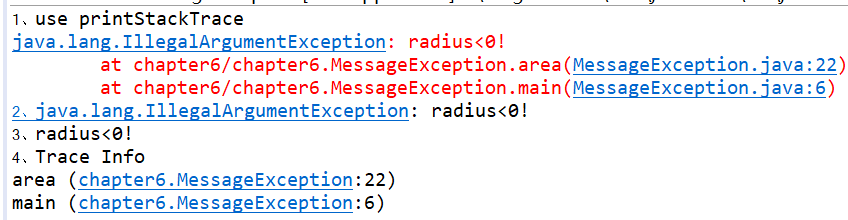 1、use printStackTrace
java.lang.IllegalArgumentException: radius<0!
at chapter6/chapter6.MessageException.area(MessageException.java:22)
at chapter6/chapter6.MessageException.main(MessageException.java:6)
2、java.lang.IllegalArgumentException: radius<0!
3、radius<0!
4、Trace Info
area (chapter6.MessageException:22)
main (chapter6.MessageException:6)